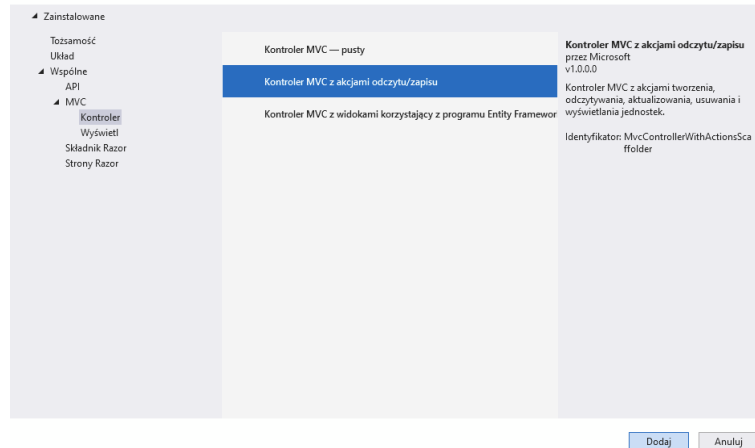 Zainstalowane
Tożsamość
Układ
Wspólne
API
MVC
Kontroler
Wyświetl
Składnik Razor
Strony Razor
Kontroler MVC — pusty
Kontroler MVC z akcjami odczytu/zapisu
Kontroler MVC z widokami korzystający z programu Entity Framewor
Kontroler MVC z akcjami odczytu/zapisu
przez Microsoft
v1.0.0.0
Kontroler MVC z akcjami tworzenia,
odczytywania, aktualizowania, usuwania i
wyświetlania jednostek.
Identyfikator: MvcControllerWithActionsSca
ffolder
Dodaj
Anuluj